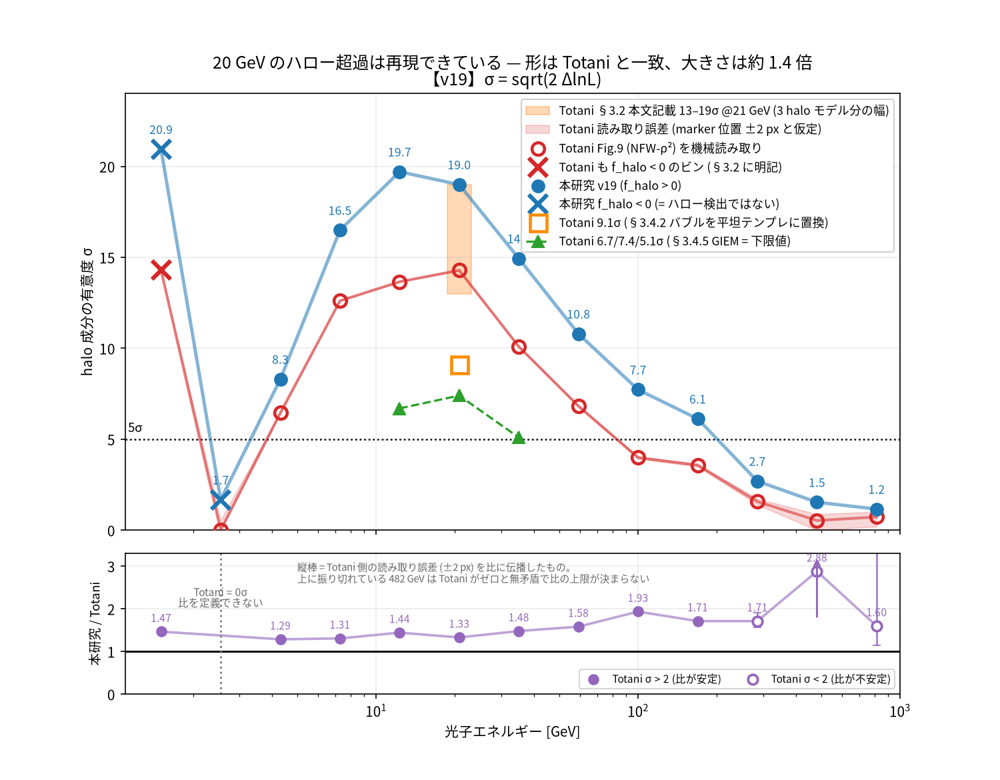 20 GeV のハロー超過は再現できている — 形は Totani と一致、大きさは約 1.4 倍
【v19】σ = sqrt(2 ΔlnL)
Totani §3.2 本文記載 13–19σ @21 GeV (3 halo モデル分の幅)
Totani 読み取り誤差 (marker 位置 ±2 px と仮定)
Totani Fig.9 (NFW-ρ²) を機械読み取り
Totani も f_halo < 0 のビン (§3.2 に明記)
本研究 v19 (f_halo > 0)
本研究 f_halo < 0 (= ハロー検出ではない)
Totani 9.1σ (§3.4.2 バブルを平坦テンプレに置換)
Totani 6.7/7.4/5.1σ (§3.4.5 GIEM = 下限値)
halo 成分の有意度 σ
20
15
10
5
0
5σ
20.9
1.7
8.3
16.5
19.7
19.0
14
10.8
7.7
6.1
2.7
1.5
1.2
本研究 / Totani
3
2
1
0
縦棒 = Totani 側の読み取り誤差 (±2 px) を比に伝播したもの。
上に振り切れている 482 GeV は Totani がゼロと無矛盾で比の上限が決まらない
Totani = 0σ
比を定義できない
1.47
1.29
1.31
1.44
1.33
1.48
1.58
1.93
1.71
1.71
2.88
1.60
Totani σ > 2 (比が安定)
Totani σ < 2 (比が不安定)
10¹
10²
10³
光子エネルギー [GeV]